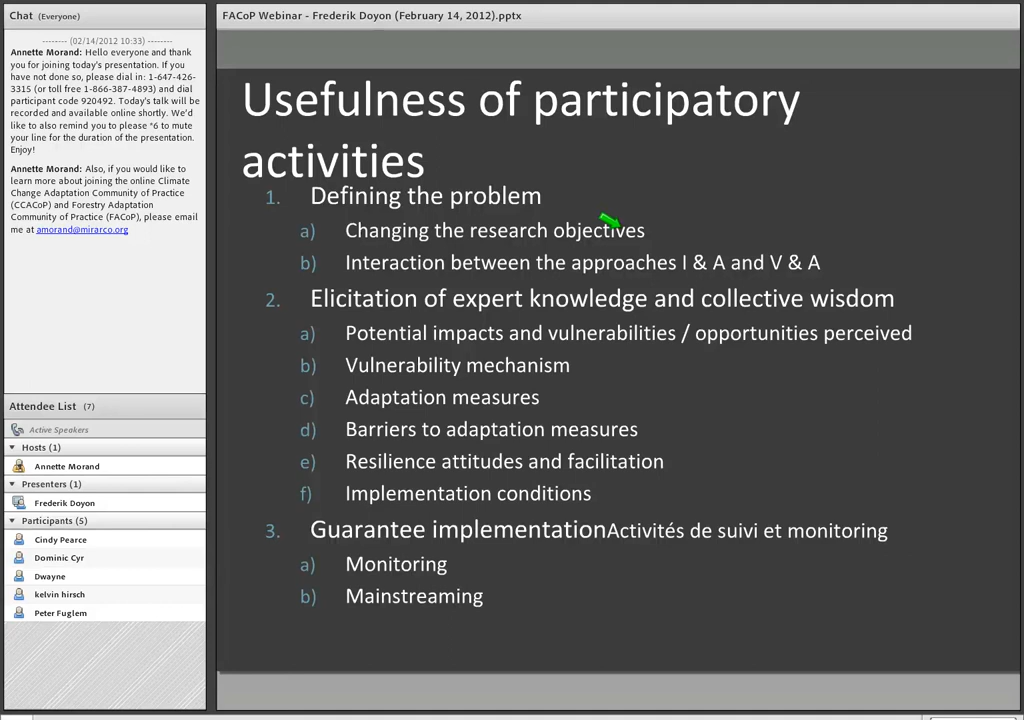 Chat (Everyone)
-------- (02/14/2012 10:33) --------
Annette Morand: Hello everyone and thank
you for joining today's presentation. If you
have not done so, please dial in: 1-647-426-
3315 (or toll free 1-866-387-4893) and dial
participant code 920492. Today's talk will be
recorded and available online shortly. We'd
like to also remind you to please *6 to mute
your line for the duration of the presentation.
Enjoy!
Annette Morand: Also, if you would like to
learn more about joining the online Climate
Change Adaptation Community of Practice
(CCACoP) and Forestry Adaptation
Community of Practice (FACoP), please email
me at amorand@mirarco.org
Attendee List (7)
Active Speakers
Hosts (1)
Annette Morand
Presenters (1)
Frederik Doyon
Participants (5)
Cindy Pearce
Dominic Cyr
Dwayne
kelvin hirsch
Peter Fuglem
FACoP Webinar - Frederik Doyon (February 14, 2012).pptx
Usefulness of participatory
activities
1. Defining the problem
a) Changing the research objectives
b) Interaction between the approaches I & A and V & A
2. Elicitation of expert knowledge and collective wisdom
a) Potential impacts and vulnerabilities / opportunities perceived
b) Vulnerability mechanism
c) Adaptation measures
d) Barriers to adaptation measures
e) Resilience attitudes and facilitation
f) Implementation conditions
3. Guarantee implementationActivités de suivi et monitoring
a) Monitoring
b) Mainstreaming